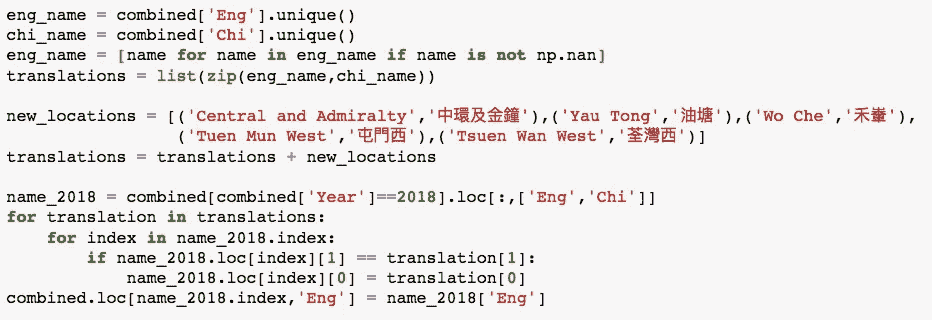 eng_name = combined['Eng'].unique()
chi_name = combined['Chi'].unique()
eng_name = [name for name in eng_name if name is not np.nan]
translations = list(zip(eng_name,chi_name))

new_locations = [('Central and Admiralty','中環及金鐘'),('Yau Tong','油塘'),('Wo Che','禾輋'),
                 ('Tuen Mun West','屯門西'),('Tsuen Wan West','荃灣西')]
translations = translations + new_locations

name_2018 = combined[combined['Year']==2018].loc[:,['Eng','Chi']]
for translation in translations:
    for index in name_2018.index:
        if name_2018.loc[index][1] == translation[1]:
            name_2018.loc[index][0] = translation[0]
combined.loc[name_2018.index,'Eng'] = name_2018['Eng']